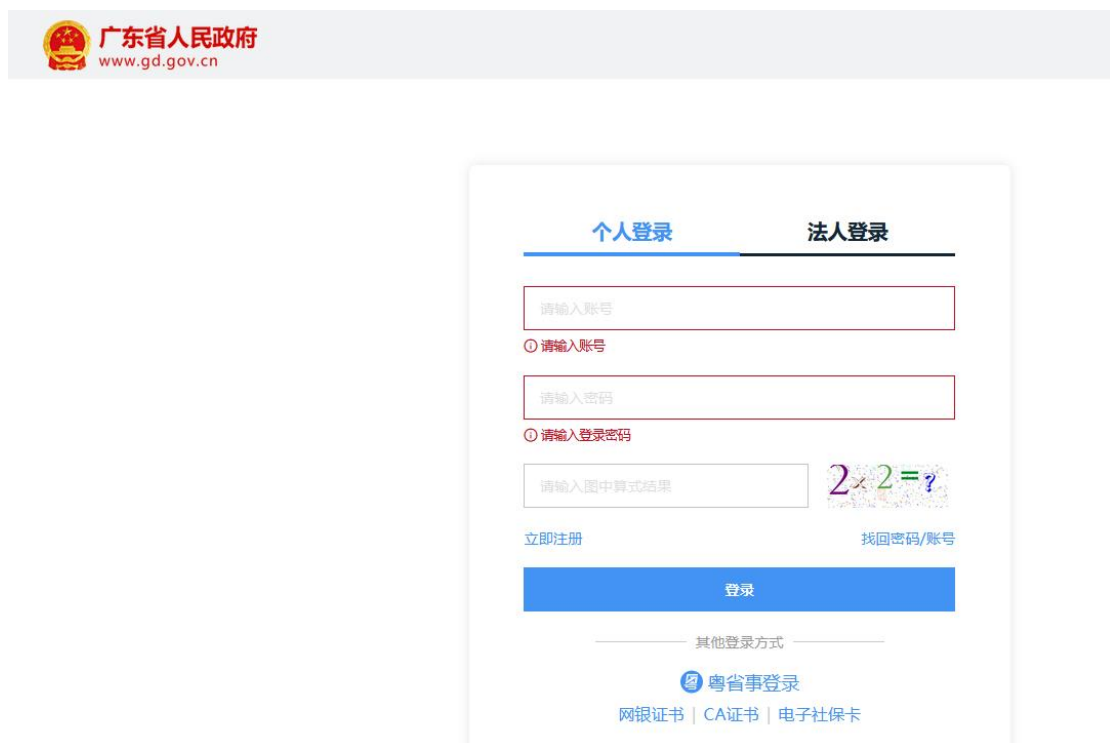 广东省人民政府
www.gd.gov.cn
个人登录 法人登录
请输入账号
请输入账号
请输入密码
请输入登录密码
请输入图中算式结果 2×2=?
立即注册 找回密码/账号
登录
其他登录方式
粤省事登录
网银证书 | CA证书 | 电子社保卡